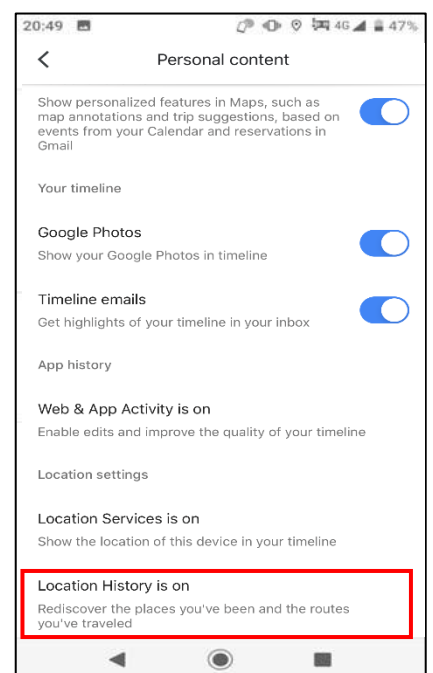 20:49 4G 47%
Personal content
Show personalized features in Maps, such as
map annotations and trip suggestions, based on
events from your Calendar and reservations in
Gmail
Your timeline
Google Photos
Show your Google Photos in timeline
Timeline emails
Get highlights of your timeline in your inbox
App history
Web & App Activity is on
Enable edits and improve the quality of your timeline
Location settings
Location Services is on
Show the location of this device in your timeline
Location History is on
Rediscover the places you've been and the routes
you've traveled